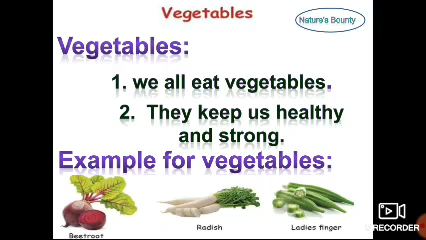 Vegetables
Nature's Bounty
Vegetables:
1. we all eat vegetables.
2. They keep us healthy
and strong.
Example for vegetables:
Beetroot
Radish
Ladies finger